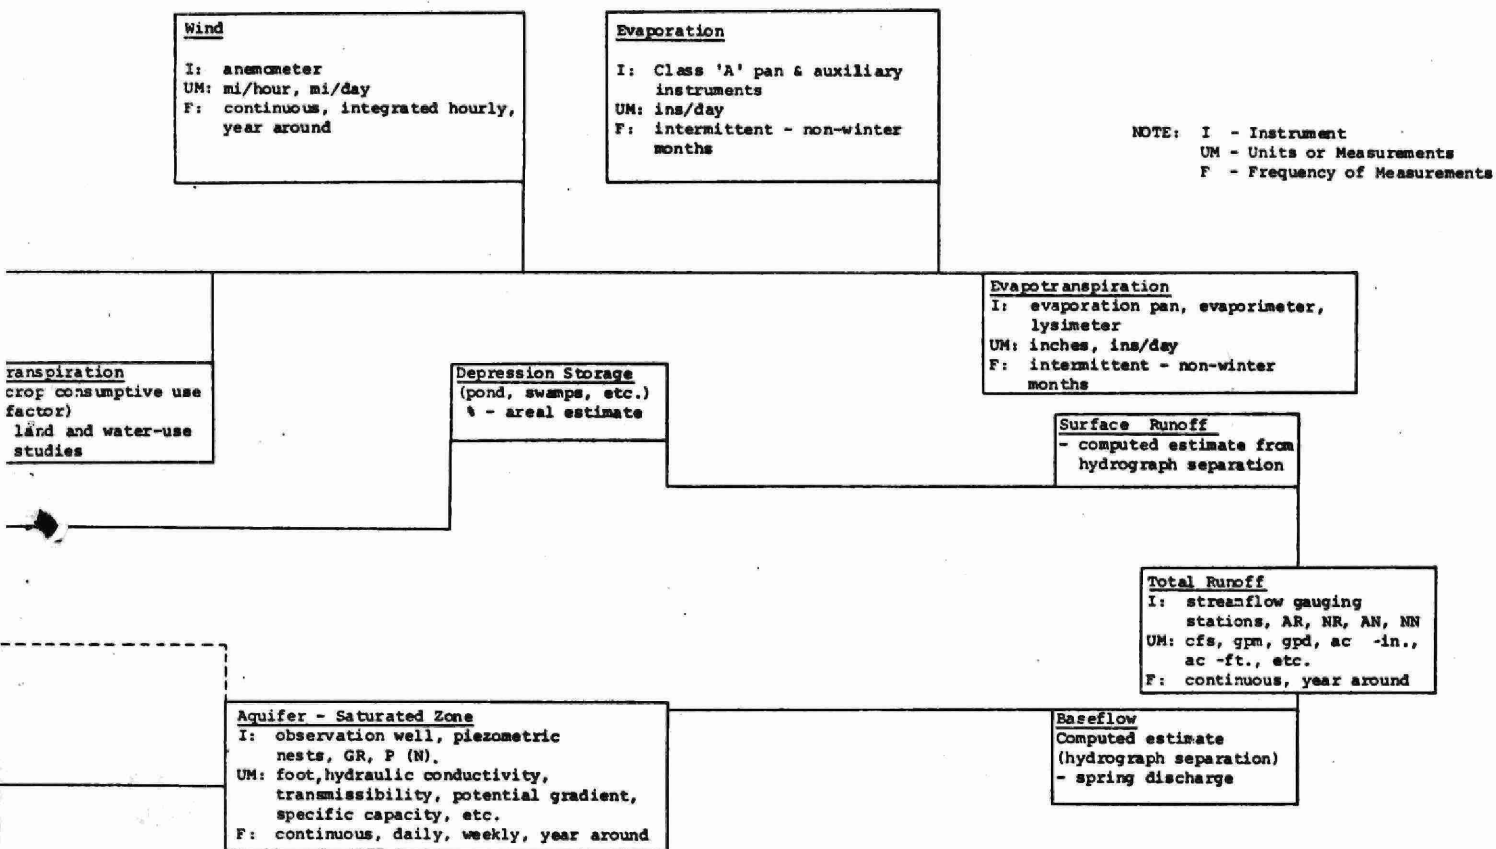 Wind
I: anemometer
UM: mi/hour, mi/day
F: continuous, integrated hourly,
year around
Evaporation
I: Class 'A' pan & auxiliary
instruments
UM: ins/day
F: intermittent - non-winter
months
NOTE: I - Instrument
UM - Units or Measurements
F - Frequency of Measurements
Evapotranspiration
I: evaporation pan, evaporimeter,
lysimeter
UM: inches, ins/day
F: intermittent - non-winter
months
ranspiration
crop consumptive use
factor)
land and water-use
studies
Depression Storage
(pond, swamps, etc.)
% - areal estimate
Surface Runoff
- computed estimate from
hydrograph separation
Total Runoff
I: streamflow gauging
stations, AR, NR, AN, NN
UM: cfs, gpm, gpd, ac -in.,
ac -ft., etc.
F: continuous, year around
Aquifer - Saturated Zone
I: observation well, piezometric
nests, GR, P (N).
UM: foot,hydraulic conductivity,
transmissibility, potential gradient,
specific capacity, etc.
F: continuous, daily, weekly, year around
Baseflow
Computed estimate
(hydrograph separation)
- spring discharge